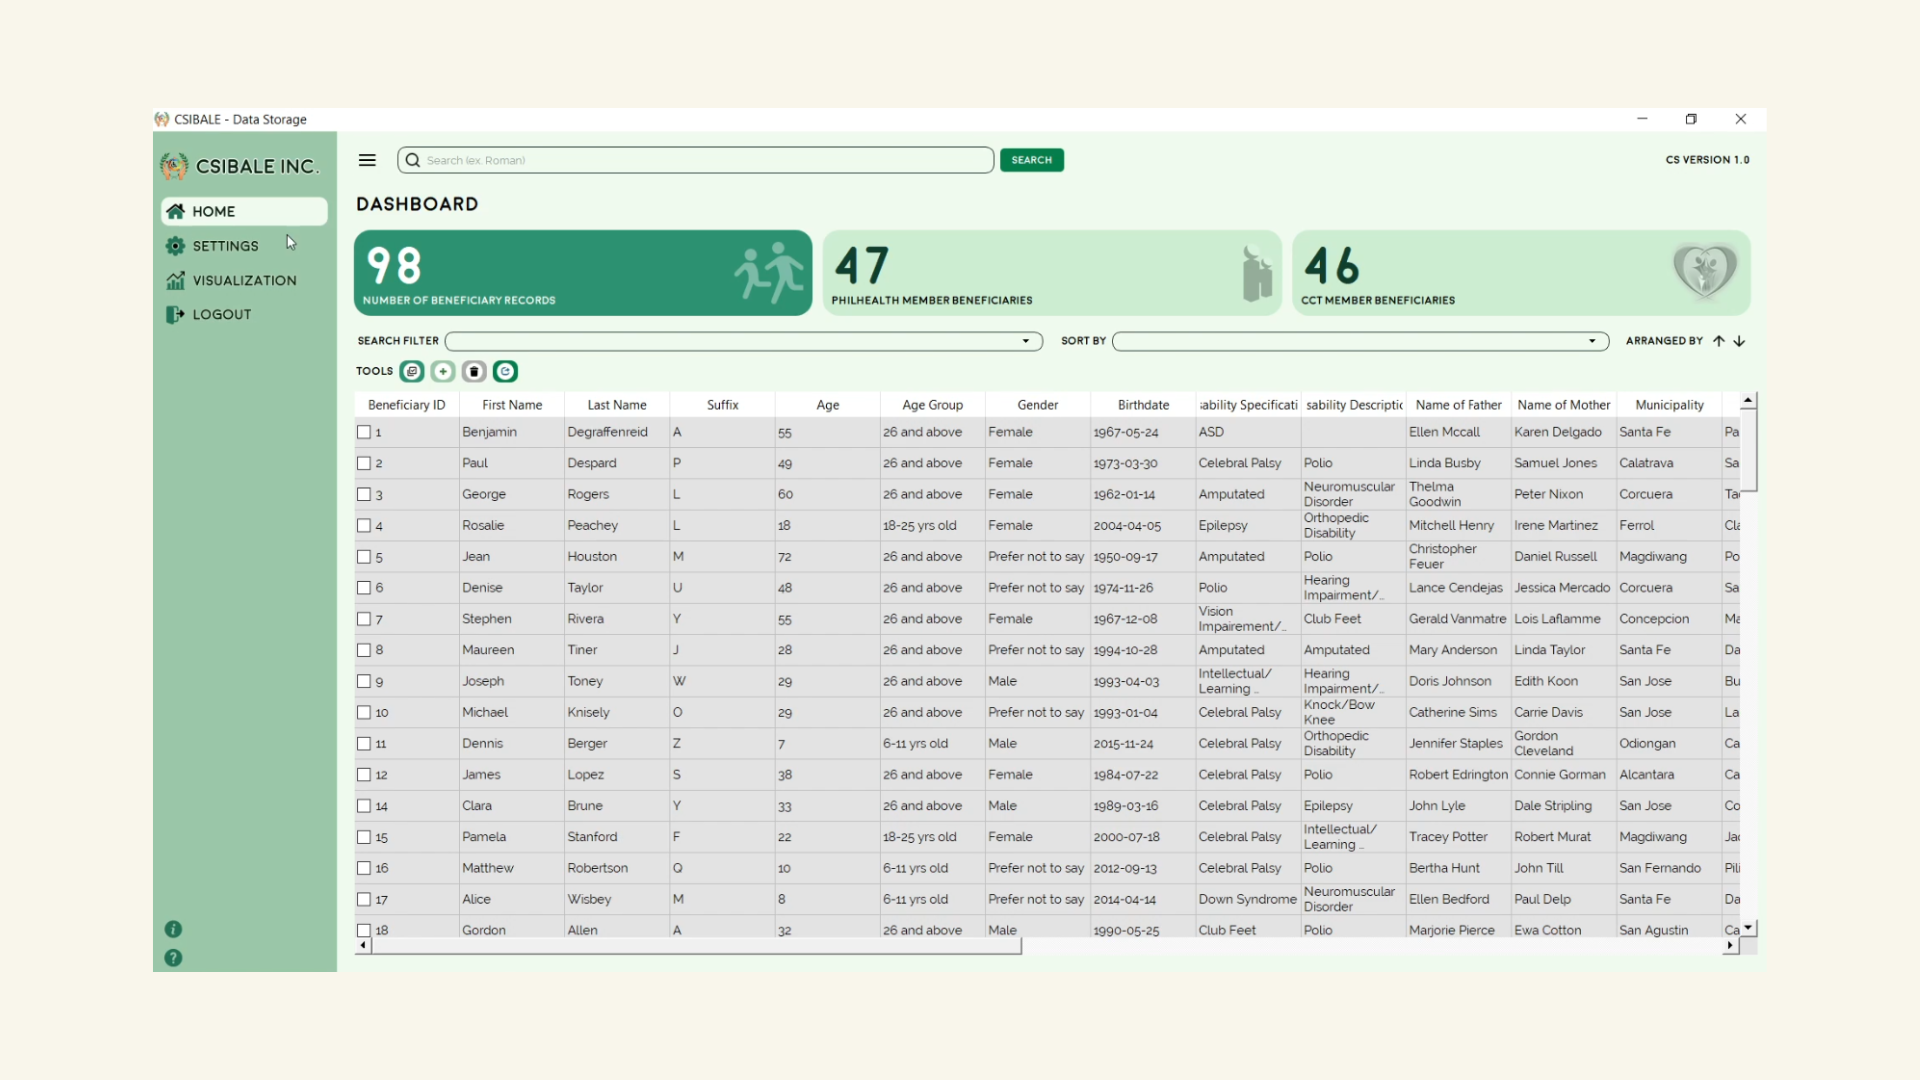 CSIBALE - Data Storage
CSIBALE INC.
Search (ex. Roman)
SEARCH
CS VERSION 1.0
HOME
SETTINGS
VISUALIZATION
LOGOUT
DASHBOARD
98
NUMBER OF BENEFICIARY RECORDS
47
PHILHEALTH MEMBER BENEFICIARIES
46
CCT MEMBER BENEFICIARIES
SEARCH FILTER
SORT BY
ARRANGED BY
TOOLS
Beneficiary ID First Name Last Name Suffix Age Age Group Gender Birthdate ability Specificati sability Descriptic Name of Father Name of Mother Municipality
1 Benjamin Degraffenreid A 55 26 and above Female 1967-05-24 ASD Ellen Mccall Karen Delgado Santa Fe Pa
2 Paul Despard P 49 26 and above Female 1973-03-30 Celebral Palsy Polio Linda Busby Samuel Jones Calatrava Sa
3 George Rogers L 60 26 and above Female 1962-01-14 Amputated Neuromuscular Disorder Thelma Goodwin Peter Nixon Corcuera Ta
4 Rosalie Peachey L 18 18-25 yrs old Female 2004-04-05 Epilepsy Orthopedic Disability Mitchell Henry Irene Martinez Ferrol Cla
5 Jean Houston M 72 26 and above Prefer not to say 1950-09-17 Amputated Polio Christopher Feuer Daniel Russell Magdiwang Po
6 Denise Taylor U 48 26 and above Prefer not to say 1974-11-26 Polio Hearing Impairment/.. Lance Cendejas Jessica Mercado Corcuera Sa
7 Stephen Rivera Y 55 26 and above Female 1967-12-08 Vision Impairement/.. Club Feet Gerald Vanmatre Lois Laflamme Concepcion Ma
8 Maureen Tiner J 28 26 and above Prefer not to say 1994-10-28 Amputated Amputated Mary Anderson Linda Taylor Santa Fe Da
9 Joseph Toney W 29 26 and above Male 1993-04-03 Intellectual/ Learning .. Hearing Impairment/.. Doris Johnson Edith Koon San Jose Bu
10 Michael Knisely O 29 26 and above Prefer not to say 1993-01-04 Celebral Palsy Knock/Bow Knee Catherine Sims Carrie Davis San Jose La
11 Dennis Berger Z 7 6-11 yrs old Male 2015-11-24 Celebral Palsy Orthopedic Disability Jennifer Staples Gordon Cleveland Odiongan Ca
12 James Lopez S 38 26 and above Female 1984-07-22 Celebral Palsy Polio Robert Edrington Connie Gorman Alcantara Ca
14 Clara Brune Y 33 26 and above Male 1989-03-16 Celebral Palsy Epilepsy John Lyle Dale Stripling San Jose Co
15 Pamela Stanford F 22 18-25 yrs old Female 2000-07-18 Celebral Palsy Intellectual/ Learning .. Tracey Potter Robert Murat Magdiwang Ja
16 Matthew Robertson Q 10 6-11 yrs old Prefer not to say 2012-09-13 Celebral Palsy Polio Bertha Hunt John Till San Fernando Pili
17 Alice Wisbey M 8 6-11 yrs old Prefer not to say 2014-04-14 Down Syndrome Neuromuscular Disorder Ellen Bedford Paul Delp Santa Fe Da
18 Gordon Allen A 32 26 and above Male 1990-05-25 Club Feet Polio Marjorie Pierce Ewa Cotton San Agustin Ca